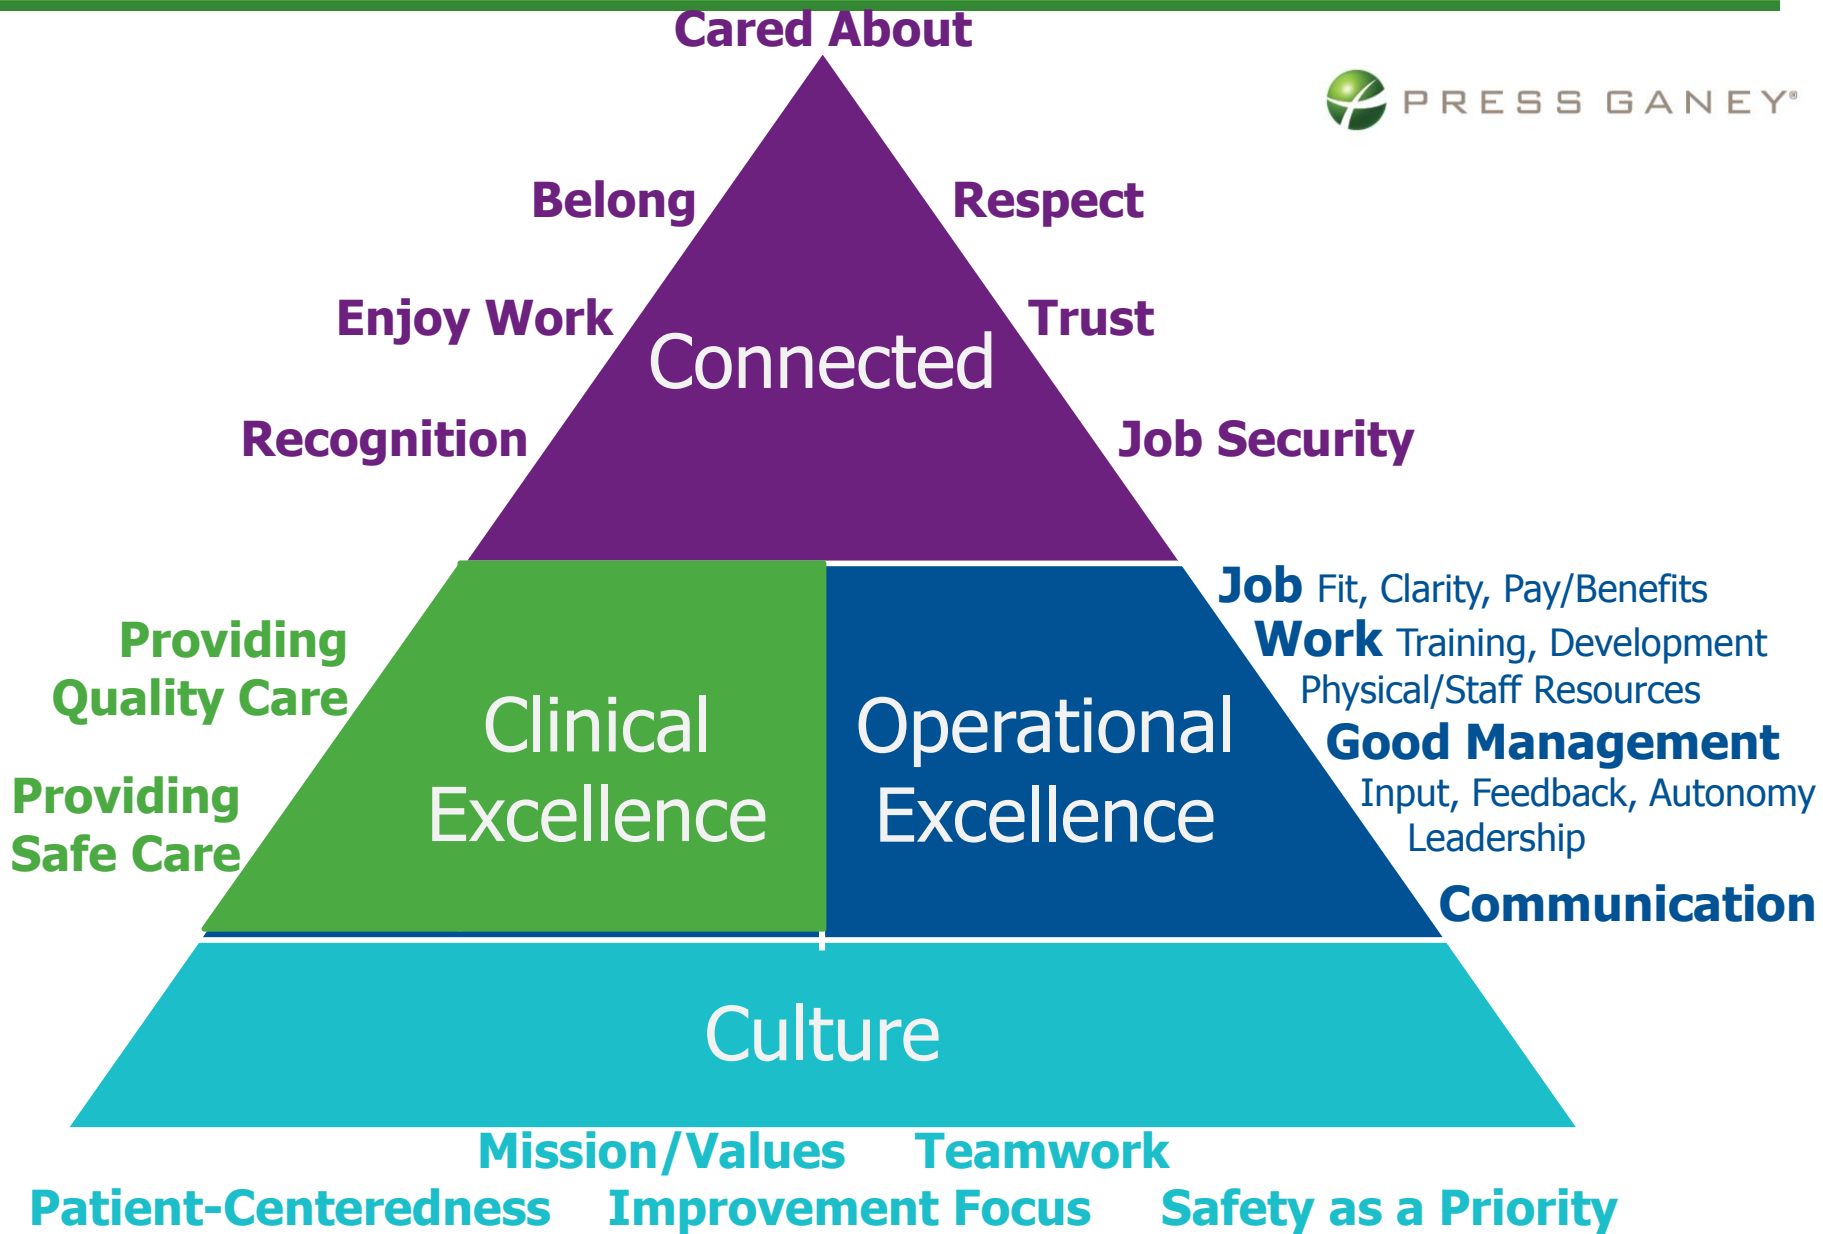 Cared About
PRESS GANEY®
Belong
Respect
Enjoy Work
Trust
Connected
Recognition
Job Security
Job Fit, Clarity, Pay/Benefits
Work Training, Development
Physical/Staff Resources
Good Management
Input, Feedback, Autonomy
Leadership
Communication
Providing
Quality Care
Providing
Safe Care
Clinical
Excellence
Operational
Excellence
Culture
Mission/Values Teamwork
Patient-Centeredness Improvement Focus Safety as a Priority